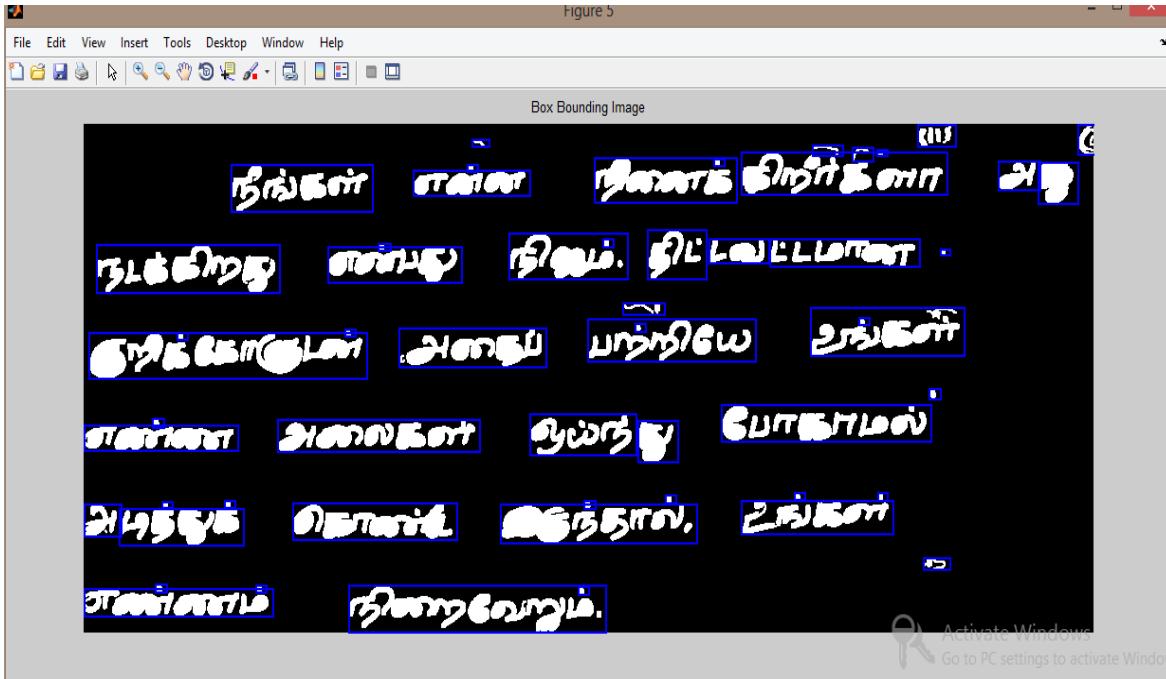 Figure 5
File Edit View Insert Tools Desktop Window Help
Box Bounding Image
நீங்கள் என்ன நினைக் கிறீர்களா அது
நடக்கிறது என்பது நிஜம். திட்டவட்டமான
குறிக்கோளுடன் அதைப் பற்றியே உங்கள்
எண்ண அலைகள் ஓய்ந்து போகாமல்
அடித்துக் கொண்டே இருந்தால், உங்கள்
எண்ணம் நிறைவேறும்.
Activate Windows
Go to PC settings to activate Windo